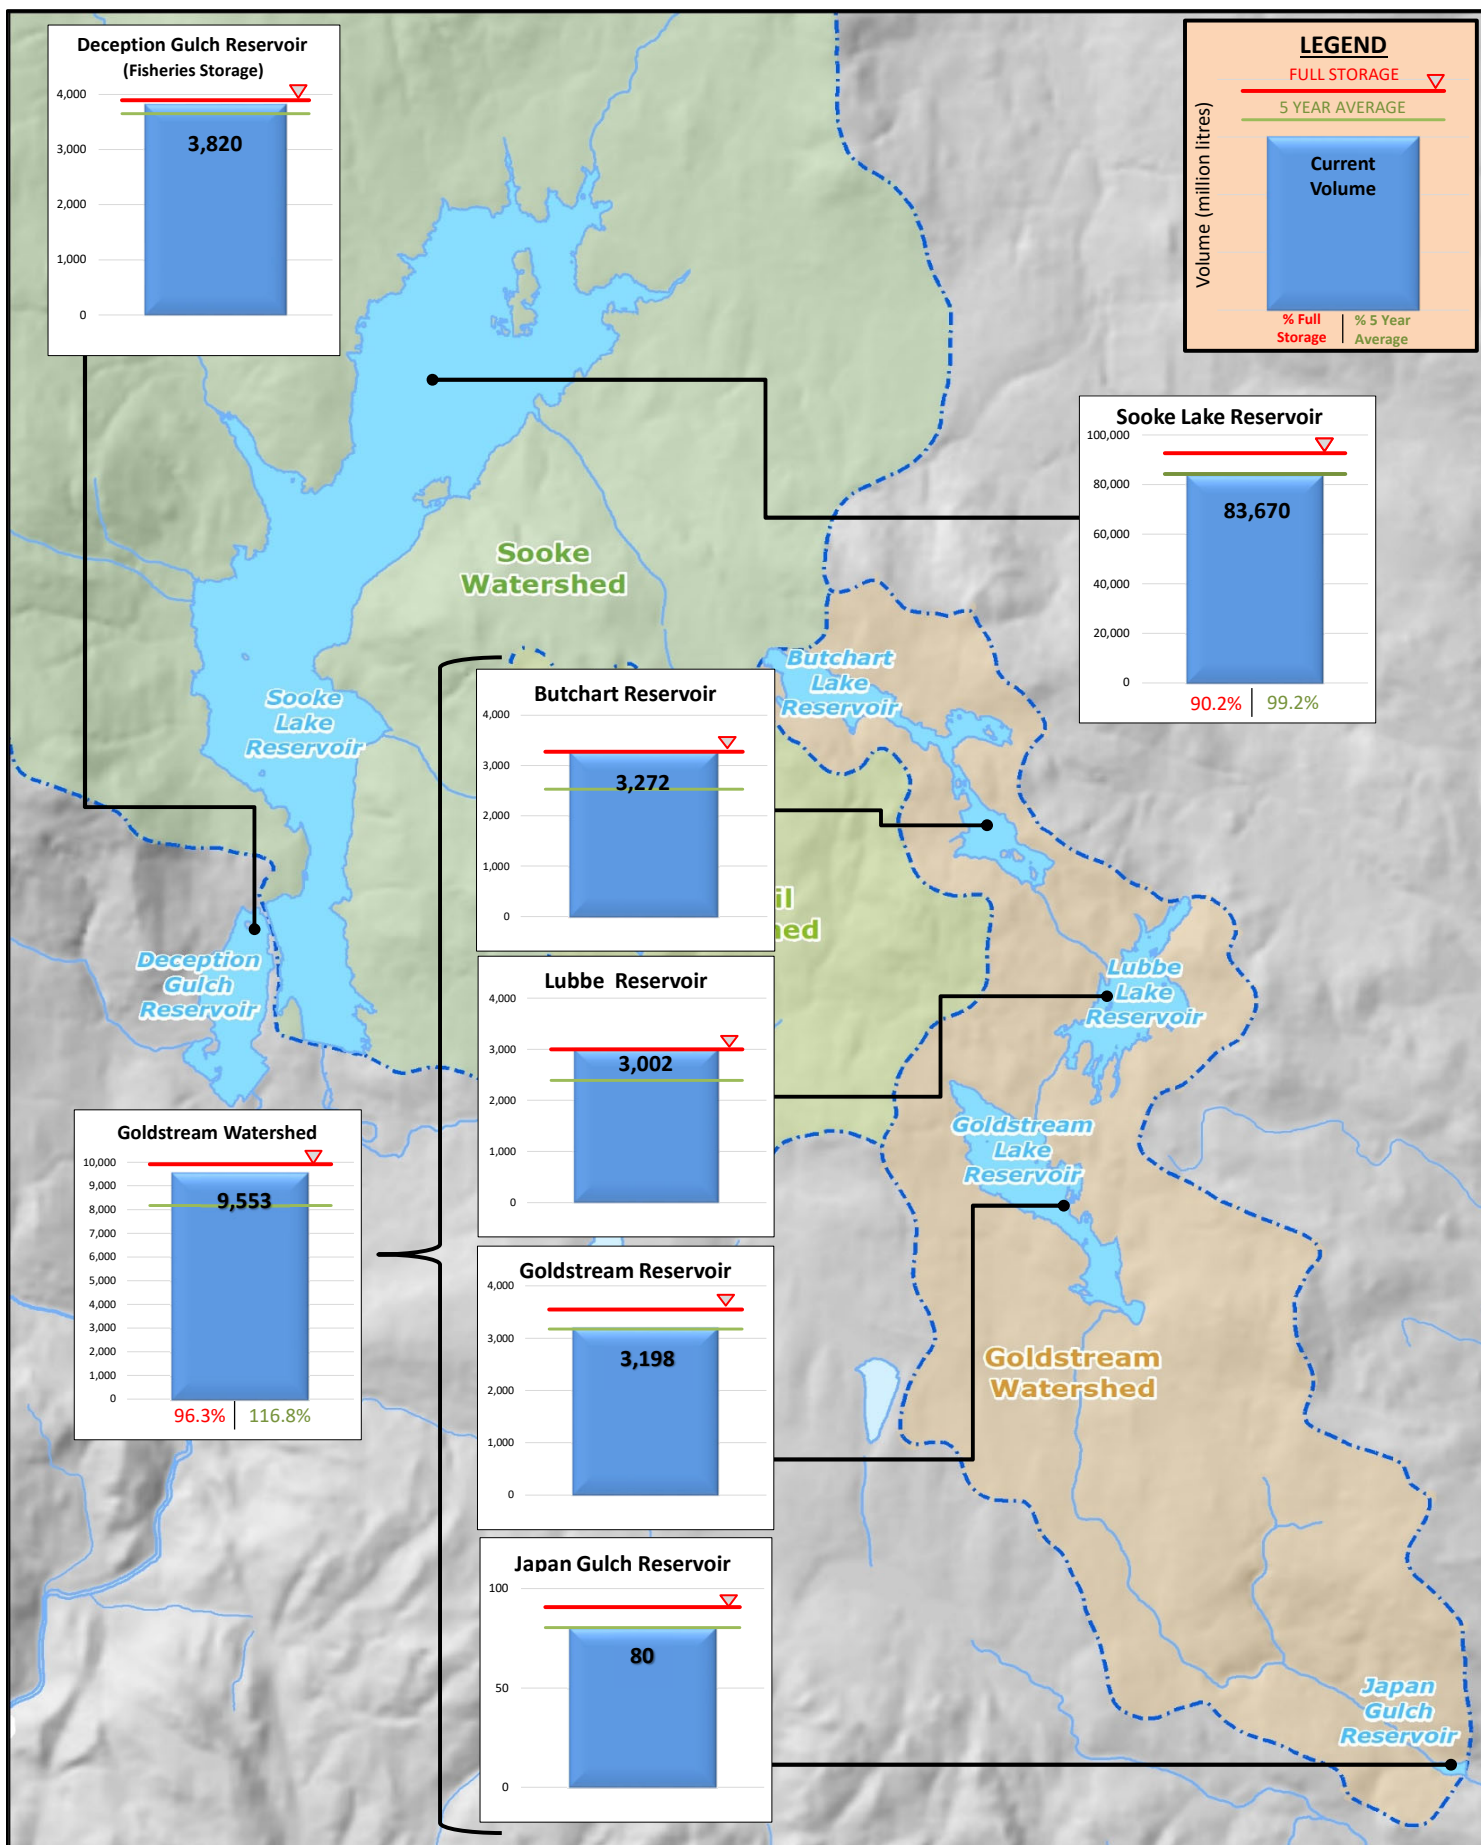 Deception Gulch Reservoir
(Fisheries Storage)
4,000
3,000
2,000
1,000
0
3,820
LEGEND
FULL STORAGE
5 YEAR AVERAGE
Volume (million litres)
Current
Volume
% Full
Storage
% 5 Year
Average
Sooke Lake Reservoir
100,000
80,000
60,000
40,000
20,000
0
83,670
90.2%
99.2%
Sooke
Watershed
Sooke
Lake
Reservoir
Butchart
Lake
Reservoir
Butchart Reservoir
4,000
3,000
2,000
1,000
0
3,272
Deception
Gulch
Reservoir
Lubbe Reservoir
4,000
3,000
2,000
1,000
0
3,002
Lubbe
Lake
Reservoir
Goldstream
Lake
Reservoir
Goldstream Watershed
10,000
9,000
8,000
7,000
6,000
5,000
4,000
3,000
2,000
1,000
0
9,553
96.3%
116.8%
Goldstream Reservoir
4,000
3,000
2,000
1,000
0
3,198
Goldstream
Watershed
Japan Gulch Reservoir
100
50
0
80
Japan
Gulch
Reservoir